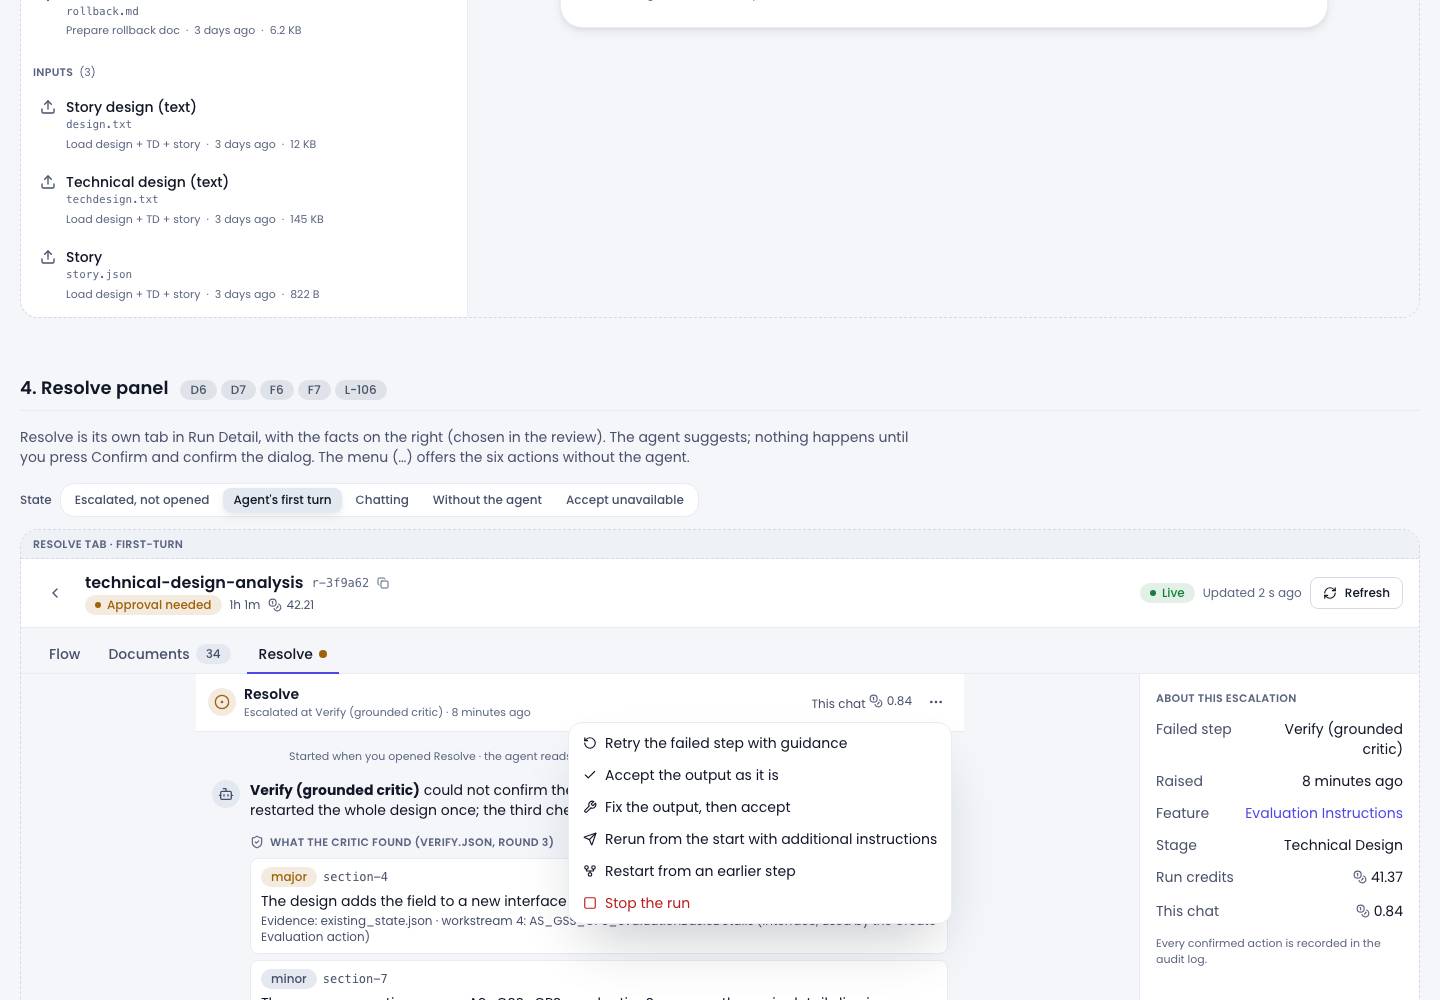 rollback.md
Prepare rollback doc · 3 days ago · 6.2 KB
INPUTS (3)
Story design (text)
design.txt
Load design + TD + story · 3 days ago · 12 KB
Technical design (text)
techdesign.txt
Load design + TD + story · 3 days ago · 145 KB
Story
story.json
Load design + TD + story · 3 days ago · 822 B
4. Resolve panel D6 D7 F6 F7 L-106
Resolve is its own tab in Run Detail, with the facts on the right (chosen in the review). The agent suggests; nothing happens until
you press Confirm and confirm the dialog. The menu (…) offers the six actions without the agent.
State Escalated, not opened Agent's first turn Chatting Without the agent Accept unavailable
RESOLVE TAB · FIRST-TURN
technical-design-analysis r-3f9a62
Approval needed 1h 1m 42.21
Live Updated 2 s ago Refresh
Flow Documents 34 Resolve
Resolve
Escalated at Verify (grounded critic) · 8 minutes ago
This chat 0.84
Started when you opened Resolve · the agent reads
Verify (grounded critic) could not confirm the
restarted the whole design once; the third che
WHAT THE CRITIC FOUND (VERIFY.JSON, ROUND 3)
major section-4
The design adds the field to a new interface
Evidence: existing_state.json · workstream 4:
Evaluation action)
minor section-7
Retry the failed step with guidance
Accept the output as it is
Fix the output, then accept
Rerun from the start with additional instructions
Restart from an earlier step
Stop the run
ABOUT THIS ESCALATION
Failed step Verify (grounded
critic)
Raised 8 minutes ago
Feature Evaluation Instructions
Stage Technical Design
Run credits 41.37
This chat 0.84
Every confirmed action is recorded in the
audit log.